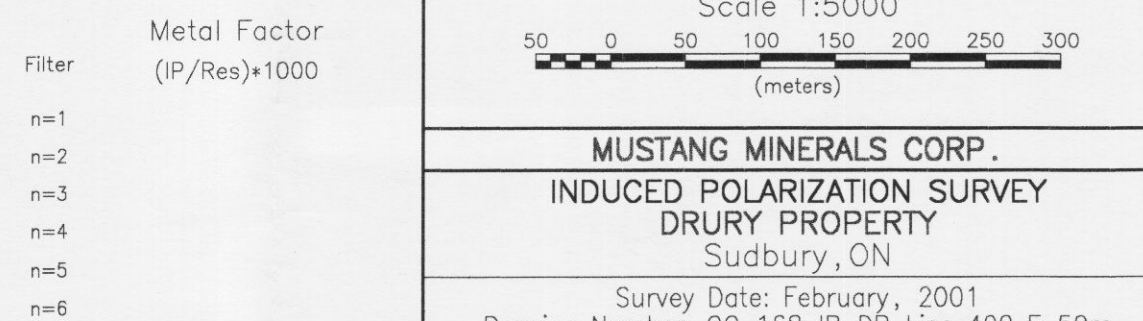 Metal Factor
Filter (IP/Res)*1000
n=1
n=2
n=3
n=4
n=5
n=6
Scale 1:5000
50 0 50 100 150 200 250 300
(meters)
MUSTANG MINERALS CORP.
INDUCED POLARIZATION SURVEY
DRURY PROPERTY
Sudbury, ON
Survey Date: February, 2001